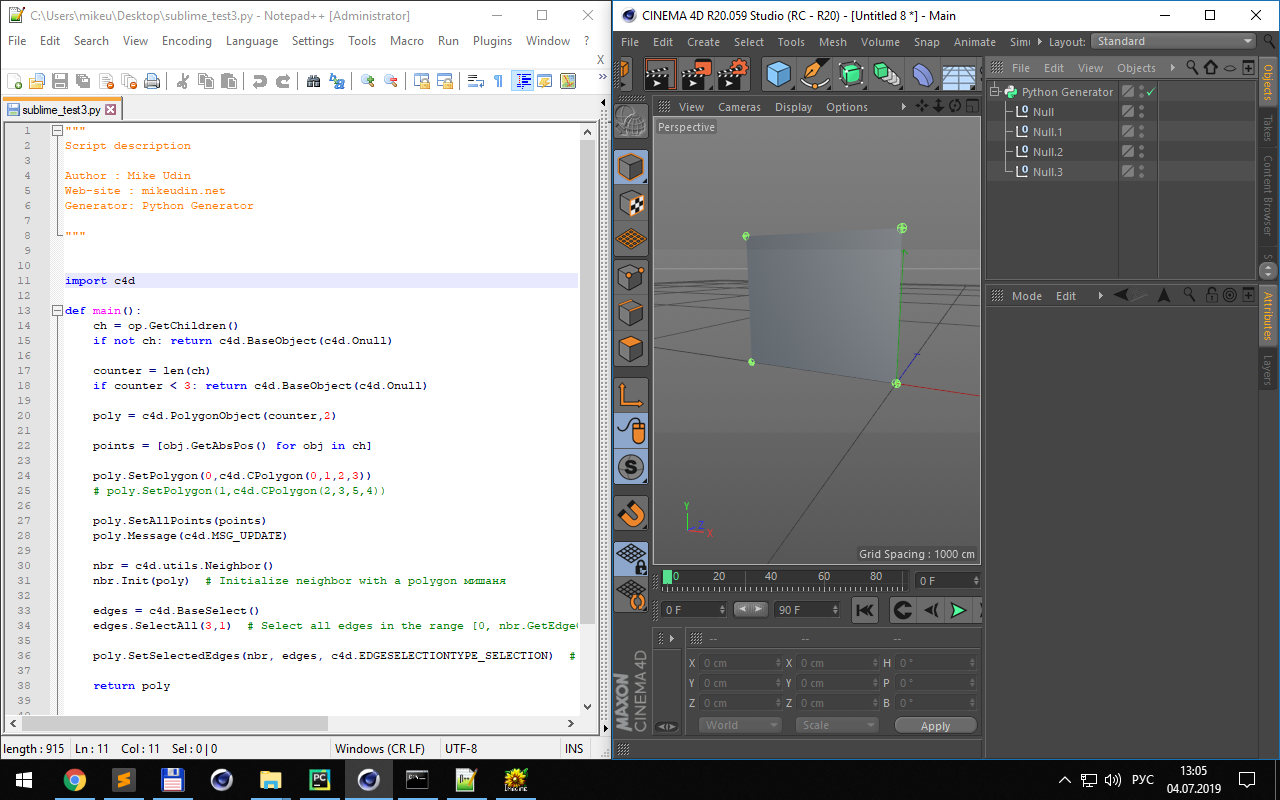 C:\Users\mikeu\Desktop\sublime_test3.py - Notepad++ [Administrator]
File Edit Search View Encoding Language Settings Tools Macro Run Plugins Window ?
X
sublime_test3.py
1 """
2 Script description
3
4 Author : Mike Udin
5 Web-site : mikeudin.net
6 Generator: Python Generator
7
8 """
9
10
11 import c4d
12
13 def main():
14 ch = op.GetChildren()
15 if not ch: return c4d.BaseObject(c4d.Onull)
16
17 counter = len(ch)
18 if counter < 3: return c4d.BaseObject(c4d.Onull)
19
20 poly = c4d.PolygonObject(counter,2)
21
22 points = [obj.GetAbsPos() for obj in ch]
23
24 poly.SetPolygon(0,c4d.CPolygon(0,1,2,3))
25 # poly.SetPolygon(1,c4d.CPolygon(2,3,5,4))
26
27 poly.SetAllPoints(points)
28 poly.Message(c4d.MSG_UPDATE)
29
30 nbr = c4d.utils.Neighbor()
31 nbr.Init(poly) # Initialize neighbor with a polygon мишаня
32
33 edges = c4d.BaseSelect()
34 edges.SelectAll(3,1) # Select all edges in the range [0, nbr.GetEdge
35
36 poly.SetSelectedEdges(nbr, edges, c4d.EDGESELECTIONTYPE_SELECTION) #
37
38 return poly
39
length : 915 Ln : 11 Col : 11 Sel : 0 | 0 Windows (CR LF) UTF-8 INS
CINEMA 4D R20.059 Studio (RC - R20) - [Untitled 8 *] - Main
File Edit Create Select Tools Mesh Volume Snap Animate Simu Layout: Standard
View Cameras Display Options
Perspective
Y
Z
X
Grid Spacing : 1000 cm
0 20 40 60 80 0 F
0 F 90 F
-- -- --
X 0 cm X 0 cm H 0 °
Y 0 cm Y 0 cm P 0 °
Z 0 cm Z 0 cm B 0 °
World Scale Apply
MAXON
CINEMA 4D
File Edit View Objects
Python Generator
Null
Null.1
Null.2
Null.3
Objects
Takes
Content Browser
S
Mode Edit
Attributes
Layers
РУС
13:05
04.07.2019